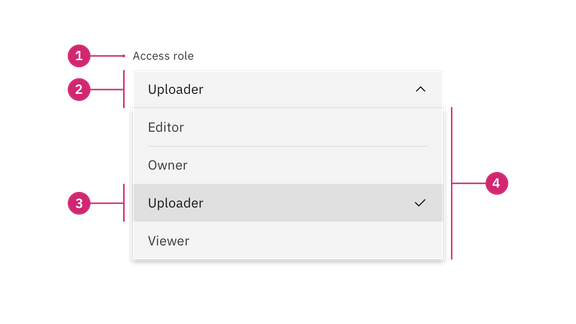 1 Access role
2 Uploader
Editor
Owner
3 Uploader
4
Viewer